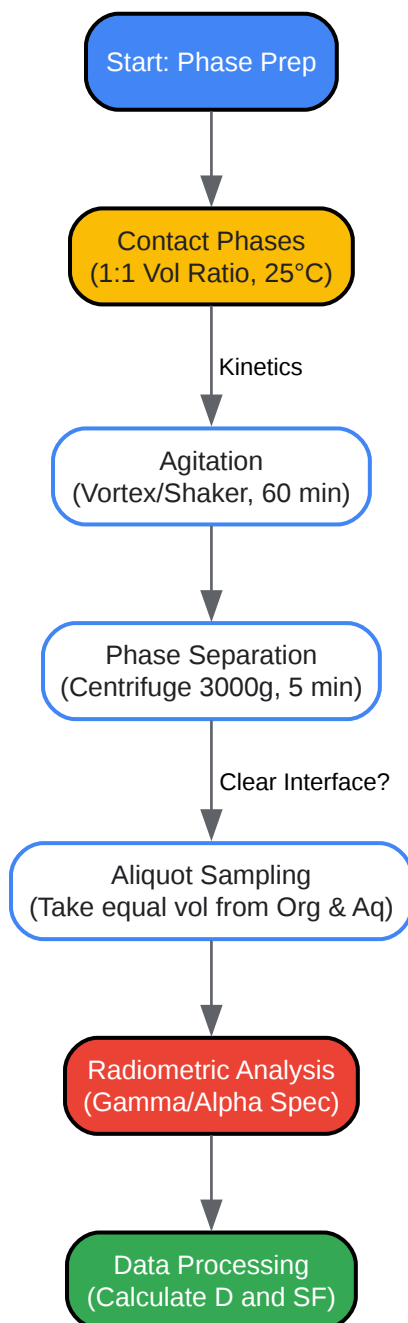 Start: Phase Prep
Contact Phases
(1:1 Vol Ratio, 25°C)
Kinetics
Agitation
(Vortex/Shaker, 60 min)
Phase Separation
(Centrifuge 3000g, 5 min)
Clear Interface?
Aliquot Sampling
(Take equal vol from Org & Aq)
Radiometric Analysis
(Gamma/Alpha Spec)
Data Processing
(Calculate D and SF)